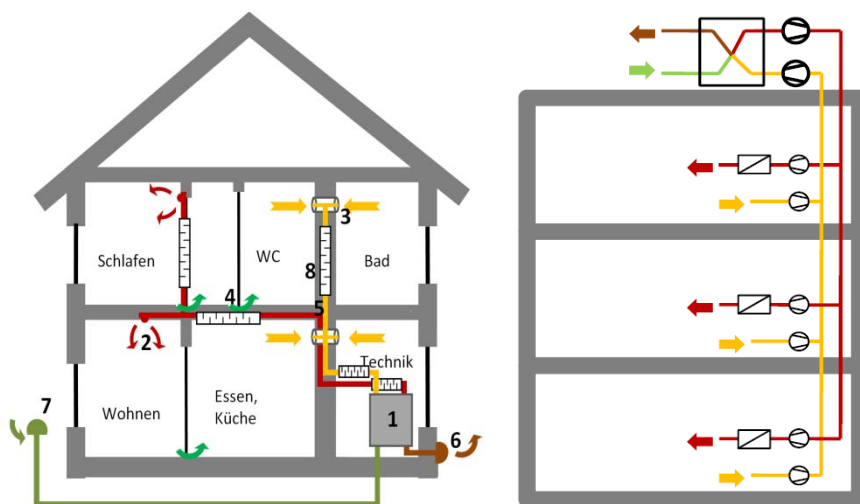 3
Schlafen
WC
Bad
8
4
5
2
Technik
7
Wohnen
Essen,
Küche
1
6